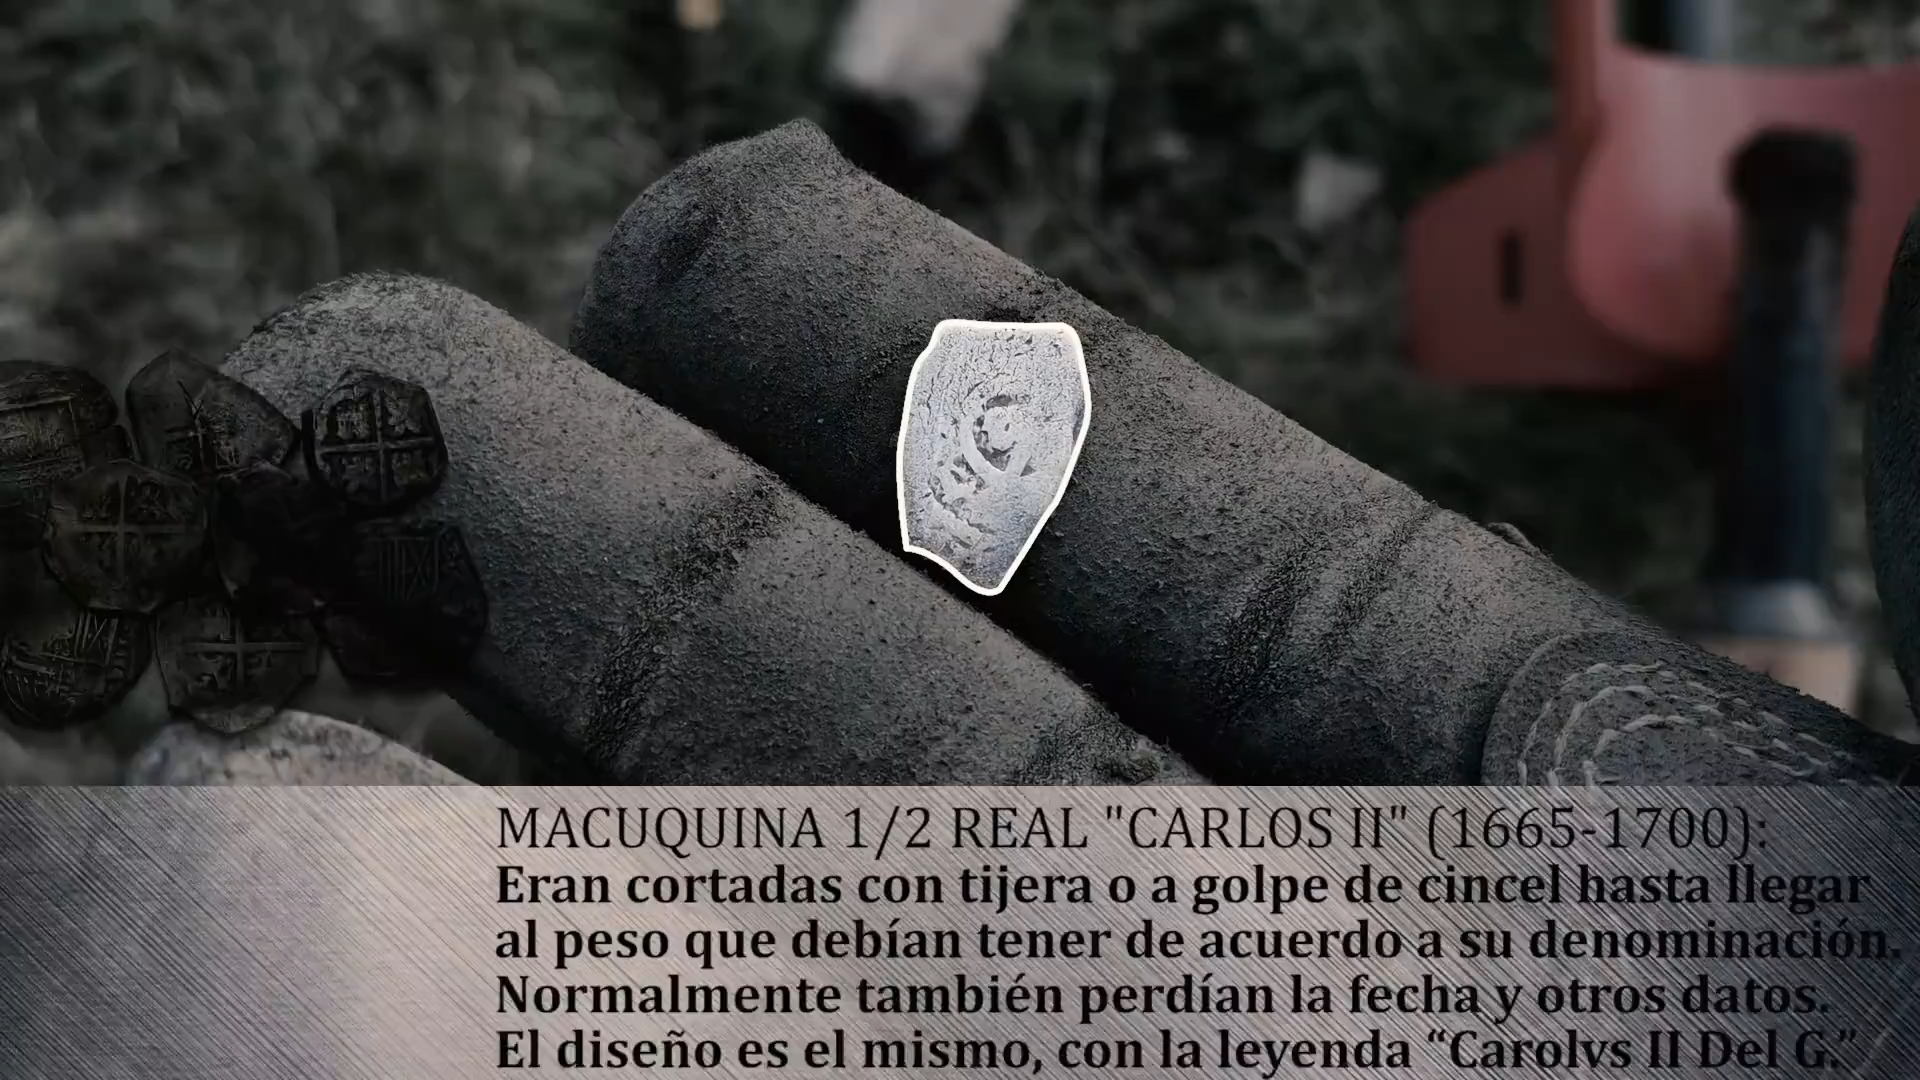 MACUQUINA 1/2 REAL "CARLOS II" (1665-1700):
Eran cortadas con tijera o a golpe de cincel hasta llegar
al peso que debían tener de acuerdo a su denominación.
Normalmente también perdían la fecha y otros datos.
El diseño es el mismo, con la leyenda “Carolvs II Del G.”